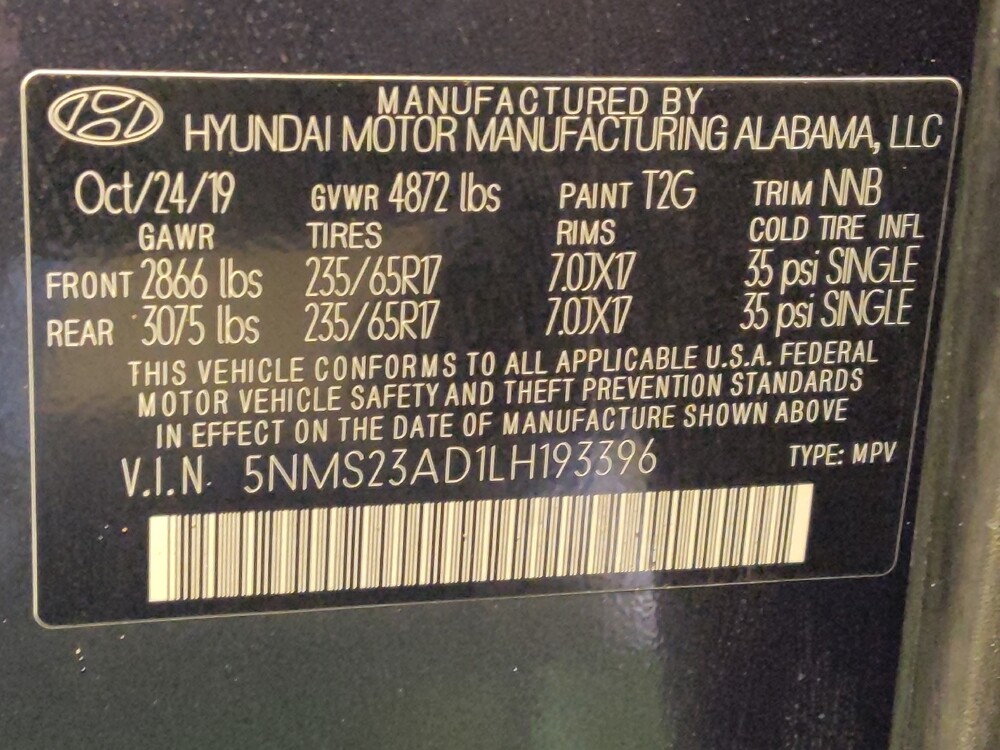 MANUFACTURED BY
HYUNDAI MOTOR MANUFACTURING ALABAMA, LLC
Oct/24/19 GVWR 4872 lbs PAINT T2G TRIM NNB
GAWR TIRES RIMS COLD TIRE INFL
FRONT 2866 lbs 235/65R17 7.0JX17 35 psi SINGLE
REAR 3075 lbs 235/65R17 7.0JX17 35 psi SINGLE
THIS VEHICLE CONFORMS TO ALL APPLICABLE U.S.A. FEDERAL
MOTOR VEHICLE SAFETY AND THEFT PREVENTION STANDARDS
IN EFFECT ON THE DATE OF MANUFACTURE SHOWN ABOVE
V.I.N. 5NMS23AD1LH193396 TYPE: MPV